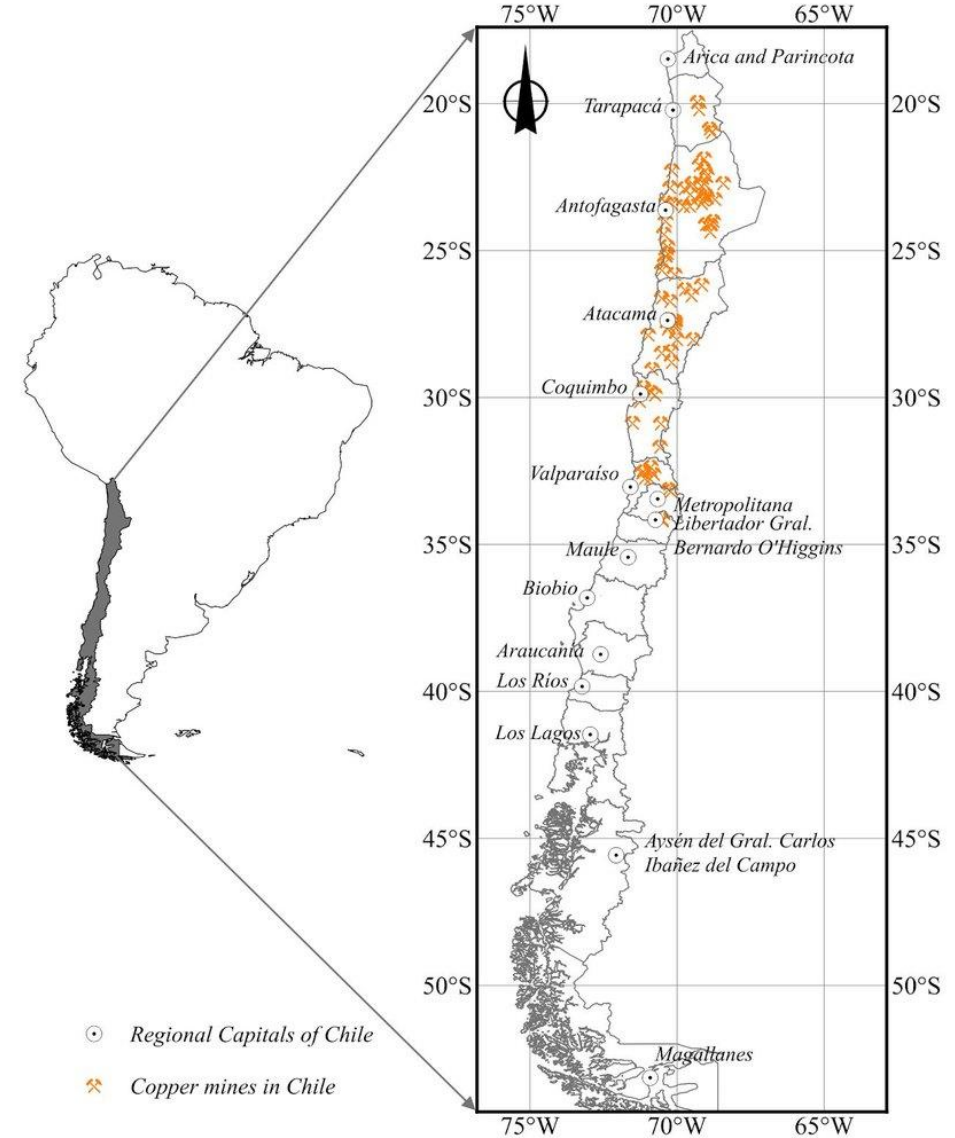 75°W 70°W 65°W
Arica and Parincota
20°S 20°S
Tarapacá
Antofagasta
25°S 25°S
Atacama
Coquimbo
30°S 30°S
Valparaíso
Metropolitana
Libertador Gral.
Bernardo O'Higgins
35°S 35°S
Maule
Biobio
Araucanía
Los Ríos
40°S 40°S
Los Lagos
45°S 45°S
Aysén del Gral. Carlos
Ibañez del Campo
50°S 50°S
Magallanes
75°W 70°W 65°W
Regional Capitals of Chile
Copper mines in Chile